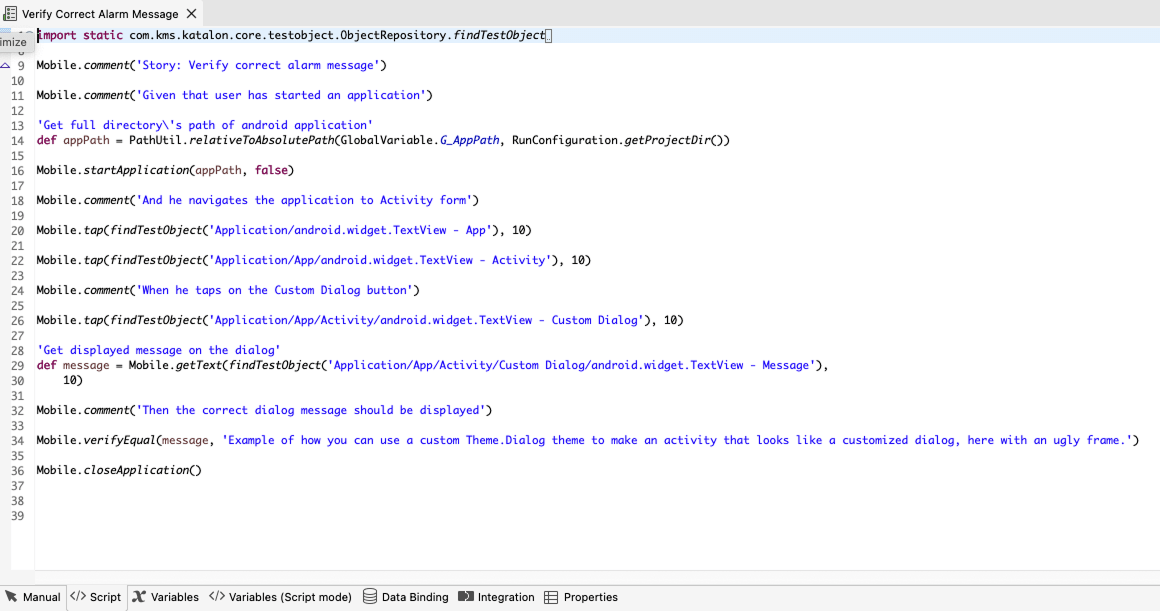 Verify Correct Alarm Message
imize
import static com.kms.katalon.core.testobject.ObjectRepository.findTestObject
8
9 Mobile.comment('Story: Verify correct alarm message')
10
11 Mobile.comment('Given that user has started an application')
12
13 'Get full directory\'s path of android application'
14 def appPath = PathUtil.relativeToAbsolutePath(GlobalVariable.G_AppPath, RunConfiguration.getProjectDir())
15
16 Mobile.startApplication(appPath, false)
17
18 Mobile.comment('And he navigates the application to Activity form')
19
20 Mobile.tap(findTestObject('Application/android.widget.TextView - App'), 10)
21
22 Mobile.tap(findTestObject('Application/App/android.widget.TextView - Activity'), 10)
23
24 Mobile.comment('When he taps on the Custom Dialog button')
25
26 Mobile.tap(findTestObject('Application/App/Activity/android.widget.TextView - Custom Dialog'), 10)
27
28 'Get displayed message on the dialog'
29 def message = Mobile.getText(findTestObject('Application/App/Activity/Custom Dialog/android.widget.TextView - Message'),
30     10)
31
32 Mobile.comment('Then the correct dialog message should be displayed')
33
34 Mobile.verifyEqual(message, 'Example of how you can use a custom Theme.Dialog theme to make an activity that looks like a customized dialog, here with an ugly frame.')
35
36 Mobile.closeApplication()
37
38
39
Manual </> Script Variables </> Variables (Script mode) Data Binding Integration Properties